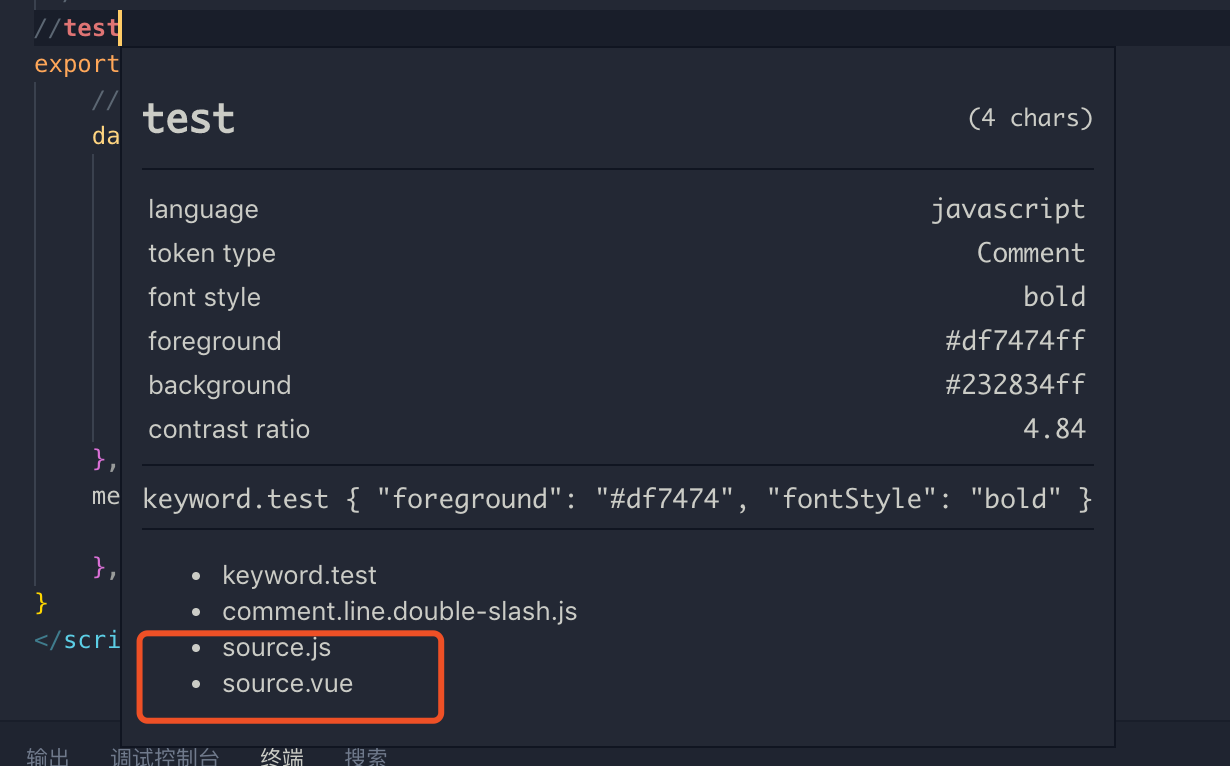 //test
export
test (4 chars)
//
da
language javascript
token type Comment
font style bold
foreground #df7474ff
background #232834ff
contrast ratio 4.84
},
me
keyword.test { "foreground": "#df7474", "fontStyle": "bold" }
},
• keyword.test
}
• comment.line.double-slash.js
</scri
• source.js
• source.vue
输出 调试控制台 终端 搜索